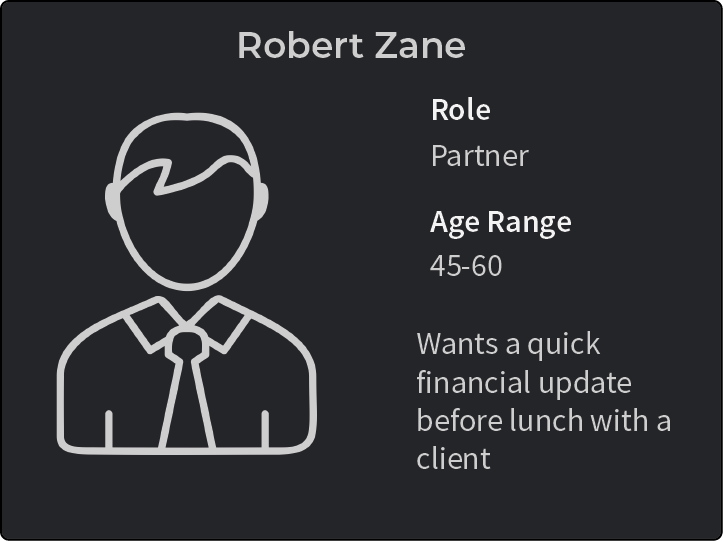 Robert Zane
Role
Partner
Age Range
45-60
Wants a quick
financial update
before lunch with a
client